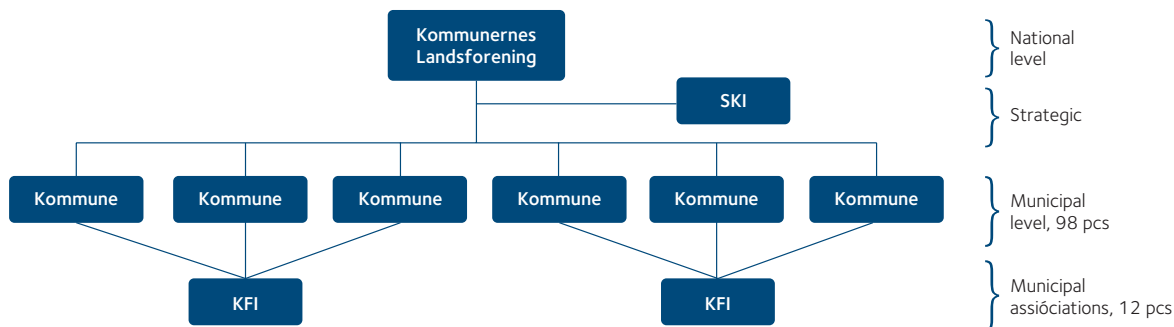 Kommunernes
Landsforening
National
level
SKI
Strategic
Kommune Kommune Kommune Kommune Kommune Kommune
Municipal
level, 98 pcs
KFI KFI
Municipal
assióciations, 12 pcs